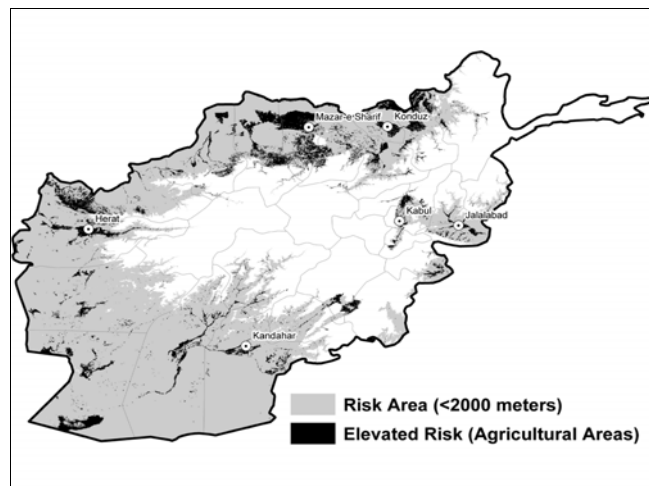 Mazar-e-Sharif
Konduz
Herat
Kabul
Jalalabad
Kandahar
Risk Area (<2000 meters)
Elevated Risk (Agricultural Areas)